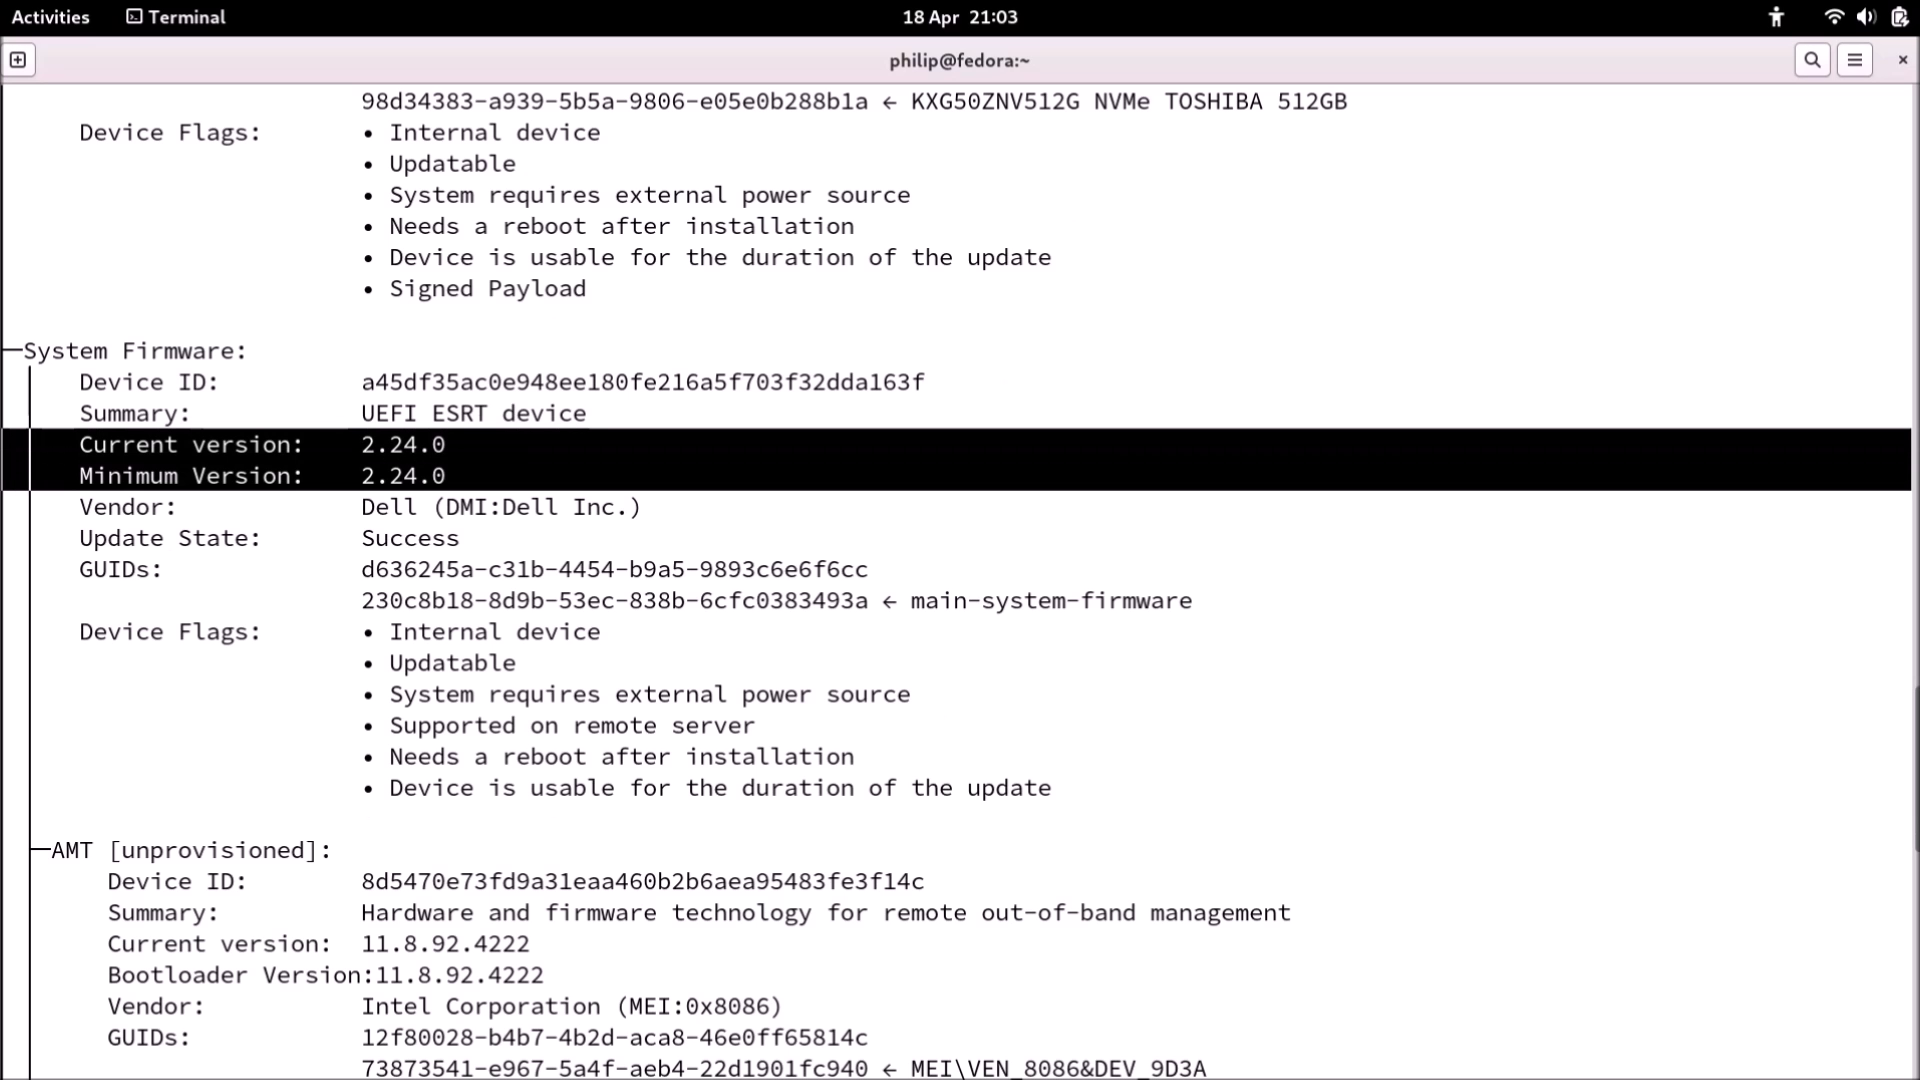 Activities Terminal 18 Apr 21:03
philip@fedora:~
98d34383-a939-5b5a-9806-e05e0b288b1a ← KXG50ZNV512G NVMe TOSHIBA 512GB
Device Flags: • Internal device
• Updatable
• System requires external power source
• Needs a reboot after installation
• Device is usable for the duration of the update
• Signed Payload
System Firmware:
Device ID: a45df35ac0e948ee180fe216a5f703f32dda163f
Summary: UEFI ESRT device
Current version: 2.24.0
Minimum Version: 2.24.0
Vendor: Dell (DMI:Dell Inc.)
Update State: Success
GUIDs: d636245a-c31b-4454-b9a5-9893c6e6f6cc
230c8b18-8d9b-53ec-838b-6cfc0383493a ← main-system-firmware
Device Flags: • Internal device
• Updatable
• System requires external power source
• Supported on remote server
• Needs a reboot after installation
• Device is usable for the duration of the update
AMT [unprovisioned]:
Device ID: 8d5470e73fd9a31eaa460b2b6aea95483fe3f14c
Summary: Hardware and firmware technology for remote out-of-band management
Current version: 11.8.92.4222
Bootloader Version:11.8.92.4222
Vendor: Intel Corporation (MEI:0x8086)
GUIDs: 12f80028-b4b7-4b2d-aca8-46e0ff65814c
73873541-e967-5a4f-aeb4-22d1901fc940 ← MEI\VEN_8086&DEV_9D3A